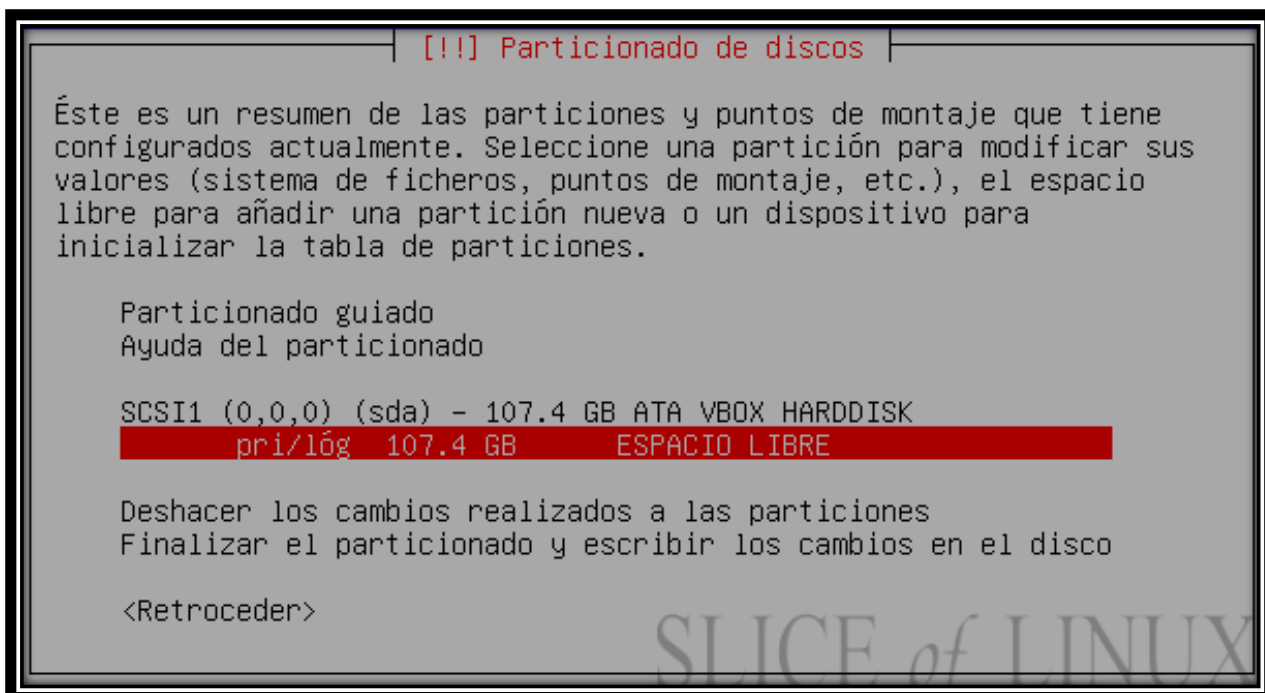 [!!] Particionado de discos
Éste es un resumen de las particiones y puntos de montaje que tiene
configurados actualmente. Seleccione una partición para modificar sus
valores (sistema de ficheros, puntos de montaje, etc.), el espacio
libre para añadir una partición nueva o un dispositivo para
inicializar la tabla de particiones.
Particionado guiado
Ayuda del particionado
SCSI1 (0,0,0) (sda) – 107.4 GB ATA VBOX HARDDISK
pri/lóg 107.4 GB ESPACIO LIBRE
Deshacer los cambios realizados a las particiones
Finalizar el particionado y escribir los cambios en el disco
<Retroceder>
SLICE of LINUX